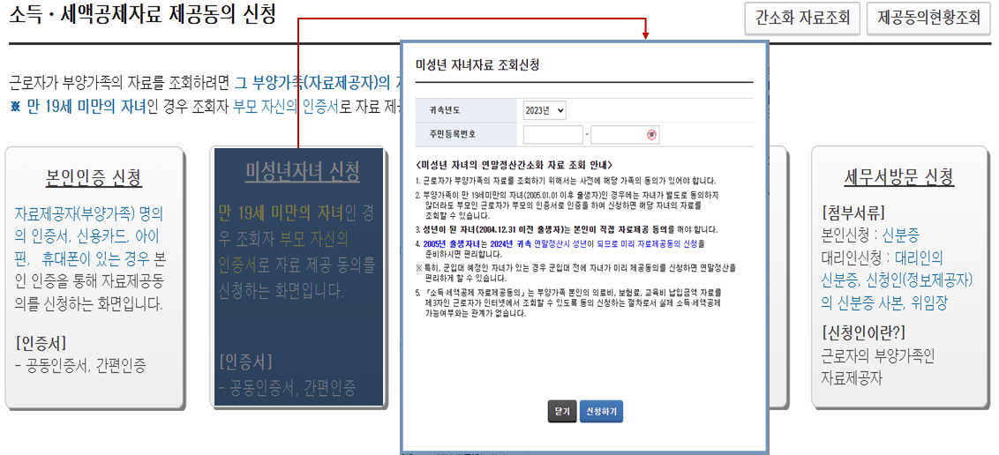 소득·세액공제자료 제공동의 신청
간소화 자료조회
제공동의현황조회
근로자가 부양가족의 자료를 조회하려면 그 부양가족(자료제공자)의
※ 만 19세 미만의 자녀인 경우 조회자 부모 자신의 인증서로 자료 제공
본인인증 신청
자료제공자(부양가족) 명의
의 인증서, 신용카드, 아이
핀, 휴대폰이 있는 경우 본
인 인증을 통해 자료제공동
의를 신청하는 화면입니다.
[인증서]
- 공동인증서, 간편인증
미성년자녀 신청
만 19세 미만의 자녀인 경
우 조회자 부모 자신의
인증서로 자료 제공 동의를
신청하는 화면입니다.
[인증서]
- 공동인증서, 간편인증
미성년 자녀자료 조회신청
귀속년도
2023년
주민등록번호
-
<미성년 자녀의 연말정산간소화 자료 조회 안내>
1. 근로자가 부양가족의 자료를 조회하기 위해서는 사전에 해당 가족의 동의가 있어야 합니다.
2. 부양가족이 만 19세미만의 자녀(2005.01.01 이후 출생자)인 경우에는 자녀가 별도로 동의하지
않더라도 부모인 근로자가 부모의 인증서로 인증을 하여 신청하면 해당 자녀의 자료를
조회할 수 있습니다.
3. 성년이 된 자녀(2004.12.31 이전 출생자)는 본인이 직접 자료제공 동의를 해야 합니다.
4. 2005년 출생자녀는 2024년 귀속 연말정산시 성년이 되므로 미리 자료제공동의 신청을
준비하시면 편리합니다.
※ 특히, 군입대 예정인 자녀가 있는 경우 군입대 전에 자녀가 미리 제공동의를 신청하면 연말정산을
편리하게 할 수 있습니다.
5. 「소득·세액공제 자료제공동의」는 부양가족 본인의 의료비, 보험료, 교육비 납입금액 자료를
제3자인 근로자가 인터넷에서 조회할 수 있도록 동의 신청하는 절차로서 실제 소득·세액공제
가능여부와는 관계가 없습니다.
닫기
신청하기
세무서방문 신청
[첨부서류]
본인신청 : 신분증
대리인신청 : 대리인의
신분증, 신청인(정보제공자)
의 신분증 사본, 위임장
[신청인이란?]
근로자의 부양가족인
자료제공자